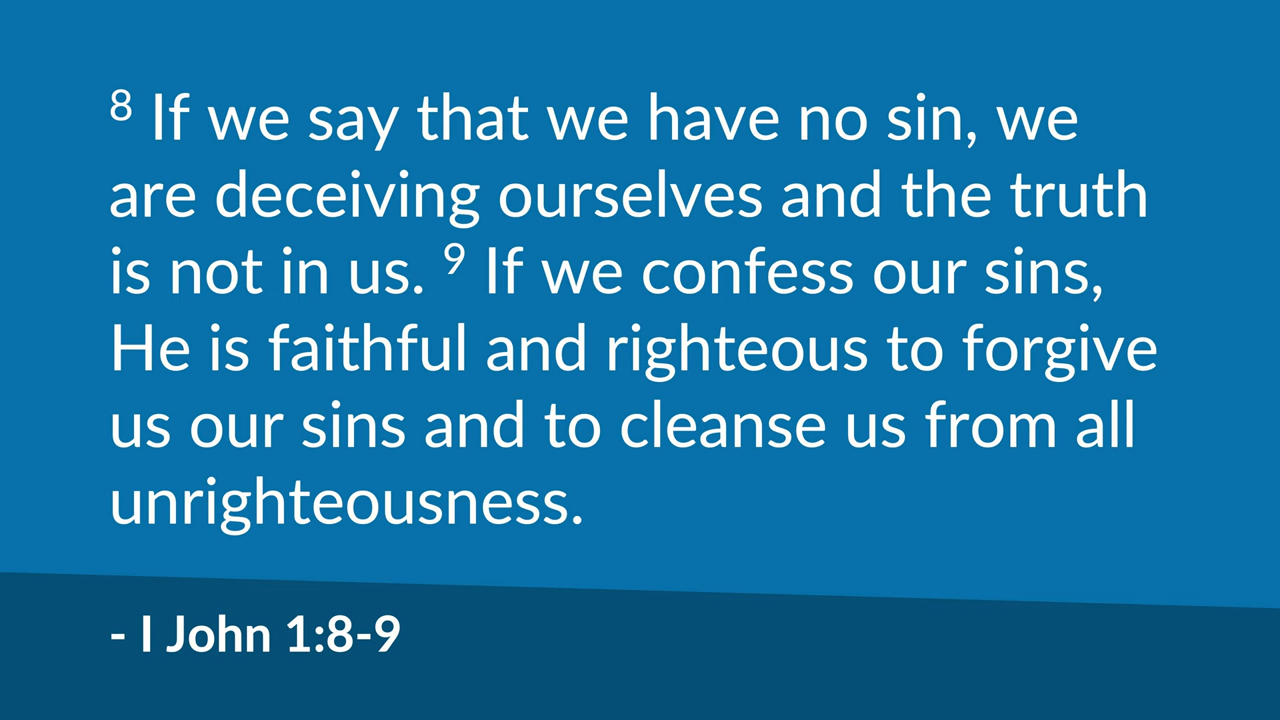 8 If we say that we have no sin, we
are deceiving ourselves and the truth
is not in us. 9 If we confess our sins,
He is faithful and righteous to forgive
us our sins and to cleanse us from all
unrighteousness.
- I John 1:8-9